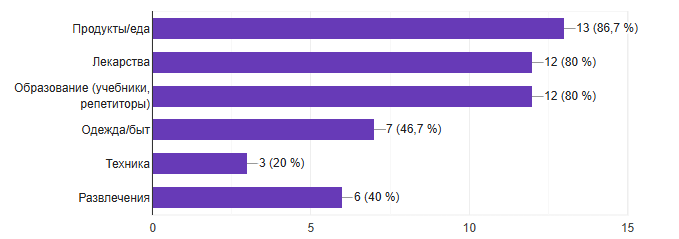 Продукты/еда
13 (86,7 %)
Лекарства
12 (80 %)
Образование (учебники,
репетиторы)
12 (80 %)
Одежда/быт
7 (46,7 %)
Техника
3 (20 %)
Развлечения
6 (40 %)
0
5
10
15